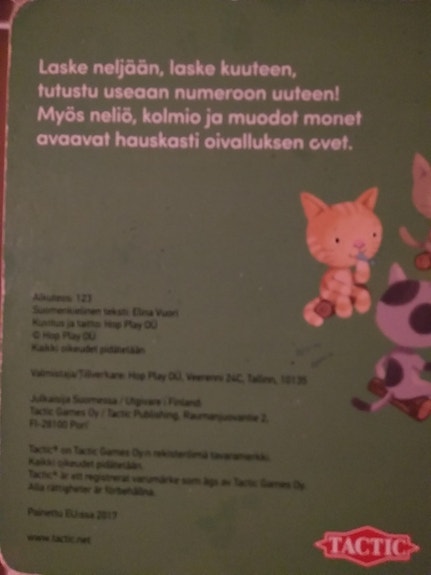 Laske neljään, laske kuuteen,
tutustu useaan numeroon uuteen!
Myös neliö, kolmio ja muodot monet
avaavat hauskasti oivalluksen ovet.
Alkuteos: 123
Suomenkielinen teksti: Elina Vuori
Kuvitus ja taitto: Hop Play OÜ
© Hop Play OÜ
Kaikki oikeudet pidätetään
Valmistaja/Tillverkare: Hop Play OÜ, Veerenni 24C, Tallinn, 10135
Julkaisija Suomessa / Utgivare i Finland:
Tactic Games Oy / Tactic Publishing, Raumanjuovantie 2,
FI-28100 Pori
Tactic® on Tactic Games Oy:n rekisteröimä tavaramerkki.
Kaikki oikeudet pidätetään.
Tactic® är ett registrerat varumärke som ägs av Tactic Games Oy.
Alla rättigheter är förbehållna.
Painettu EU:ssa 2017
www.tactic.net
TACTIC